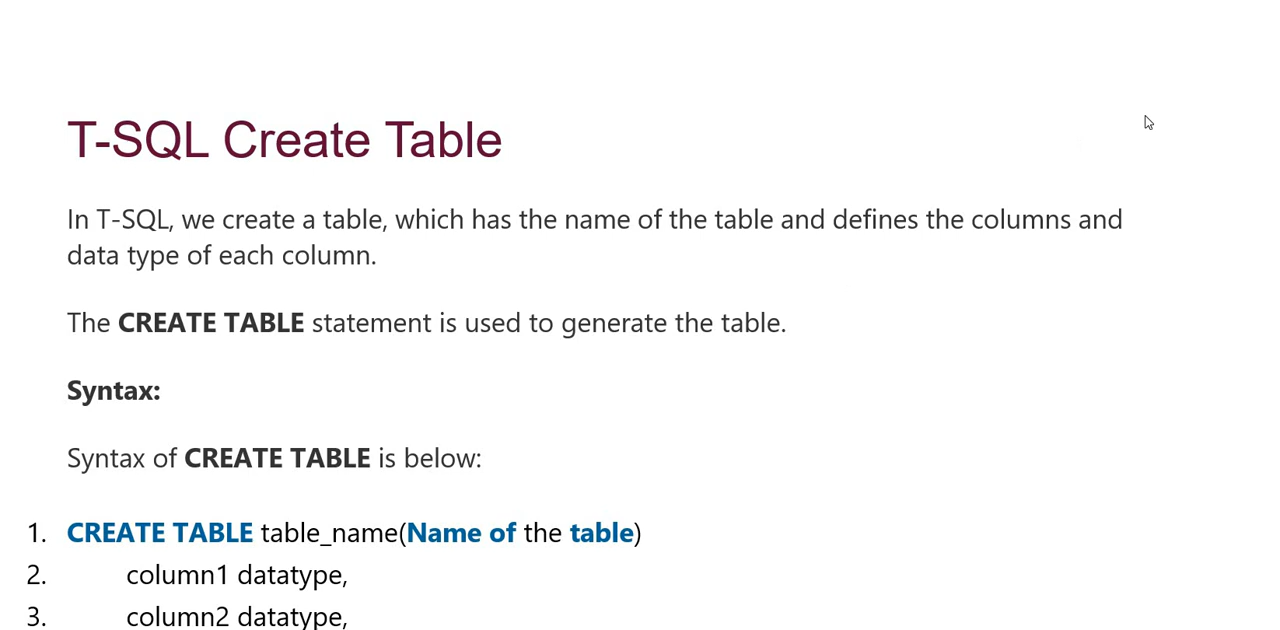 T-SQL Create Table
In T-SQL, we create a table, which has the name of the table and defines the columns and
data type of each column.
The CREATE TABLE statement is used to generate the table.
Syntax:
Syntax of CREATE TABLE is below:
1. CREATE TABLE table_name(Name of the table)
2. column1 datatype,
3. column2 datatype,